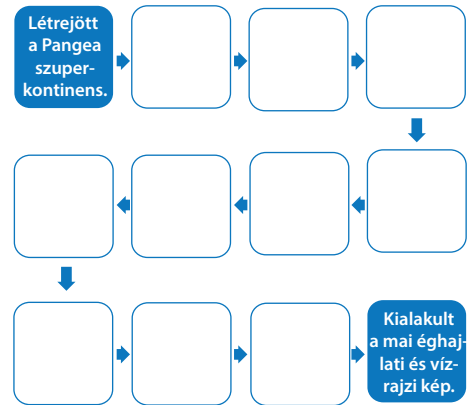 Létrejött
a Pangea
szuper-
kontinens.
Kialakult
a mai éghaj-
lati és víz-
rajzi kép.